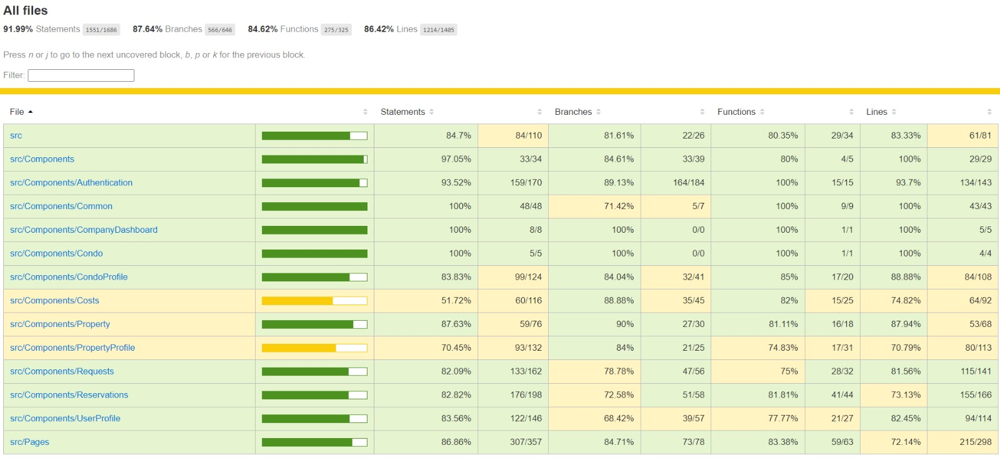 All files
91.99% Statements 1551/1686 87.64% Branches 566/646 84.62% Functions 275/325 86.42% Lines 1214/1405
Press n or j to go to the next uncovered block, b, p or k for the previous block.
Filter:
File Statements Branches Functions Lines
src 84.7% 84/110 81.61% 22/26 80.35% 29/34 83.33% 61/81
src/Components 97.05% 33/34 84.61% 33/39 80% 4/5 100% 29/29
src/Components/Authentication 93.52% 159/170 89.13% 164/184 100% 15/15 93.7% 134/143
src/Components/Common 100% 48/48 71.42% 5/7 100% 9/9 100% 43/43
src/Components/CompanyDashboard 100% 8/8 100% 0/0 100% 1/1 100% 5/5
src/Components/Condo 100% 5/5 100% 0/0 100% 1/1 100% 4/4
src/Components/CondoProfile 83.83% 99/124 84.04% 32/41 85% 17/20 88.88% 84/108
src/Components/Costs 51.72% 60/116 88.88% 35/45 82% 15/25 74.82% 64/92
src/Components/Property 87.63% 59/76 90% 27/30 81.11% 16/18 87.94% 53/68
src/Components/PropertyProfile 70.45% 93/132 84% 21/25 74.83% 17/31 70.79% 80/113
src/Components/Requests 82.09% 133/162 78.78% 47/56 75% 28/32 81.56% 115/141
src/Components/Reservations 82.82% 176/198 72.58% 51/58 81.81% 41/44 73.13% 155/166
src/Components/UserProfile 83.56% 122/146 68.42% 39/57 77.77% 21/27 82.45% 94/114
src/Pages 86.86% 307/357 84.71% 73/78 83.38% 59/63 72.14% 215/298